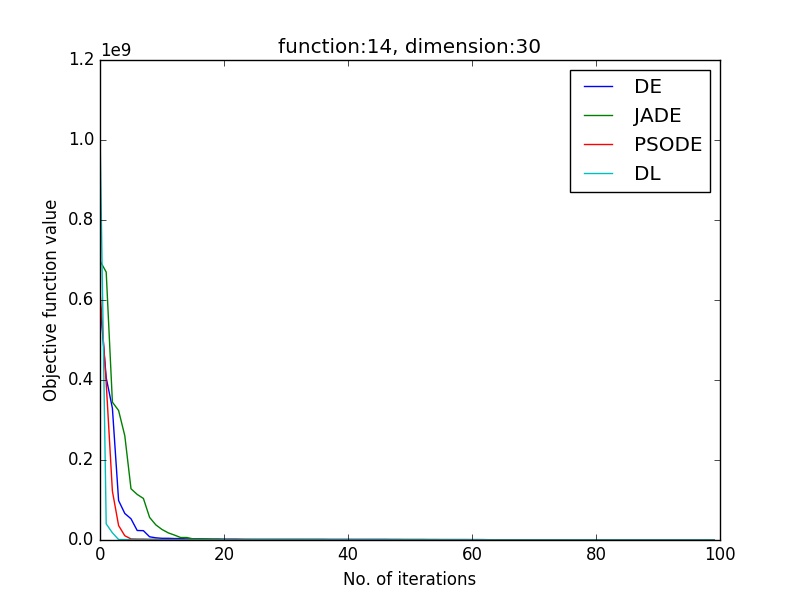 function:14, dimension:30
1e9
1.2
1.0
0.8
0.6
0.4
0.2
0.0
Objective function value
DE
JADE
PSODE
DL
0 20 40 60 80 100
No. of iterations